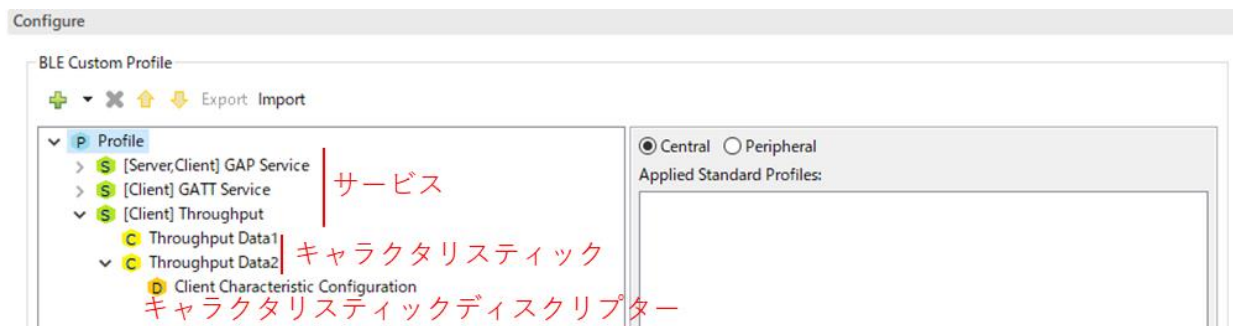 Configure
BLE Custom Profile
Export Import
P Profile
S [Server,Client] GAP Service
S [Client] GATT Service
サービス
S [Client] Throughput
C Throughput Data1
キャラクタリスティック
C Throughput Data2
D Client Characteristic Configuration
キャラクタリスティックディスクリプター
Central Peripheral
Applied Standard Profiles: